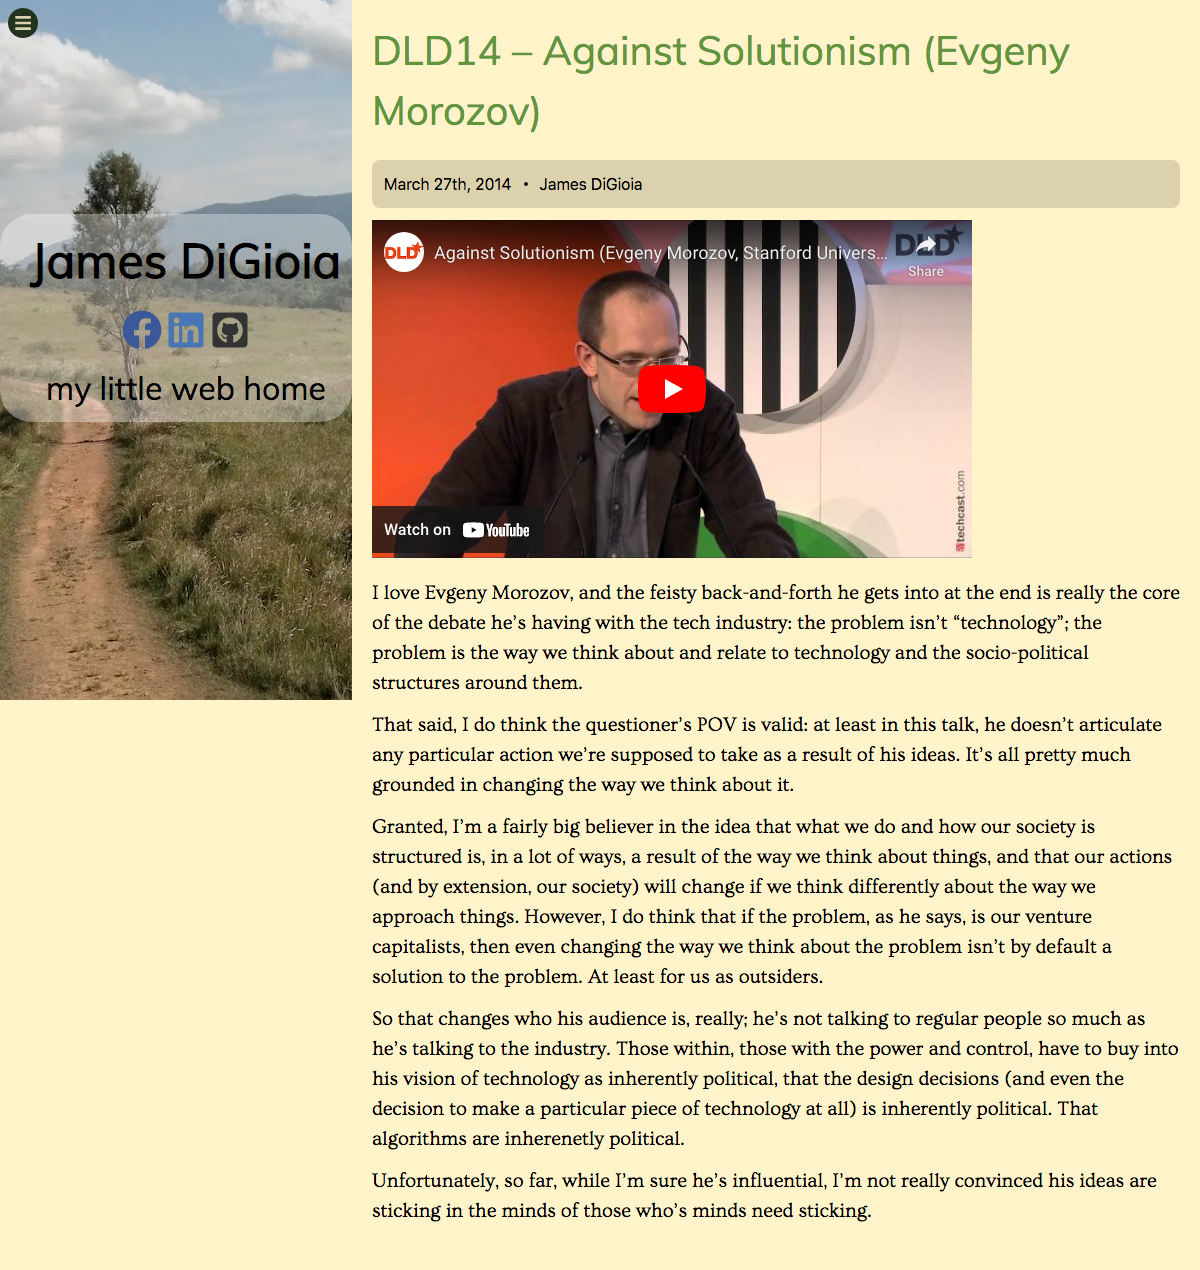 James DiGioia
my little web home
DLD14 – Against Solutionism (Evgeny
Morozov)
March 27th, 2014 • James DiGioia
DLD
Against Solutionism (Evgeny Morozov, Stanford Univers...
DLD
Share
Watch on YouTube
techcast.com
I love Evgeny Morozov, and the feisty back-and-forth he gets into at the end is really the core
of the debate he’s having with the tech industry: the problem isn’t “technology”; the
problem is the way we think about and relate to technology and the socio-political
structures around them.
That said, I do think the questioner’s POV is valid: at least in this talk, he doesn’t articulate
any particular action we’re supposed to take as a result of his ideas. It’s all pretty much
grounded in changing the way we think about it.
Granted, I’m a fairly big believer in the idea that what we do and how our society is
structured is, in a lot of ways, a result of the way we think about things, and that our actions
(and by extension, our society) will change if we think differently about the way we
approach things. However, I do think that if the problem, as he says, is our venture
capitalists, then even changing the way we think about the problem isn’t by default a
solution to the problem. At least for us as outsiders.
So that changes who his audience is, really; he’s not talking to regular people so much as
he’s talking to the industry. Those within, those with the power and control, have to buy into
his vision of technology as inherently political, that the design decisions (and even the
decision to make a particular piece of technology at all) is inherently political. That
algorithms are inherenetly political.
Unfortunately, so far, while I’m sure he’s influential, I’m not really convinced his ideas are
sticking in the minds of those who’s minds need sticking.